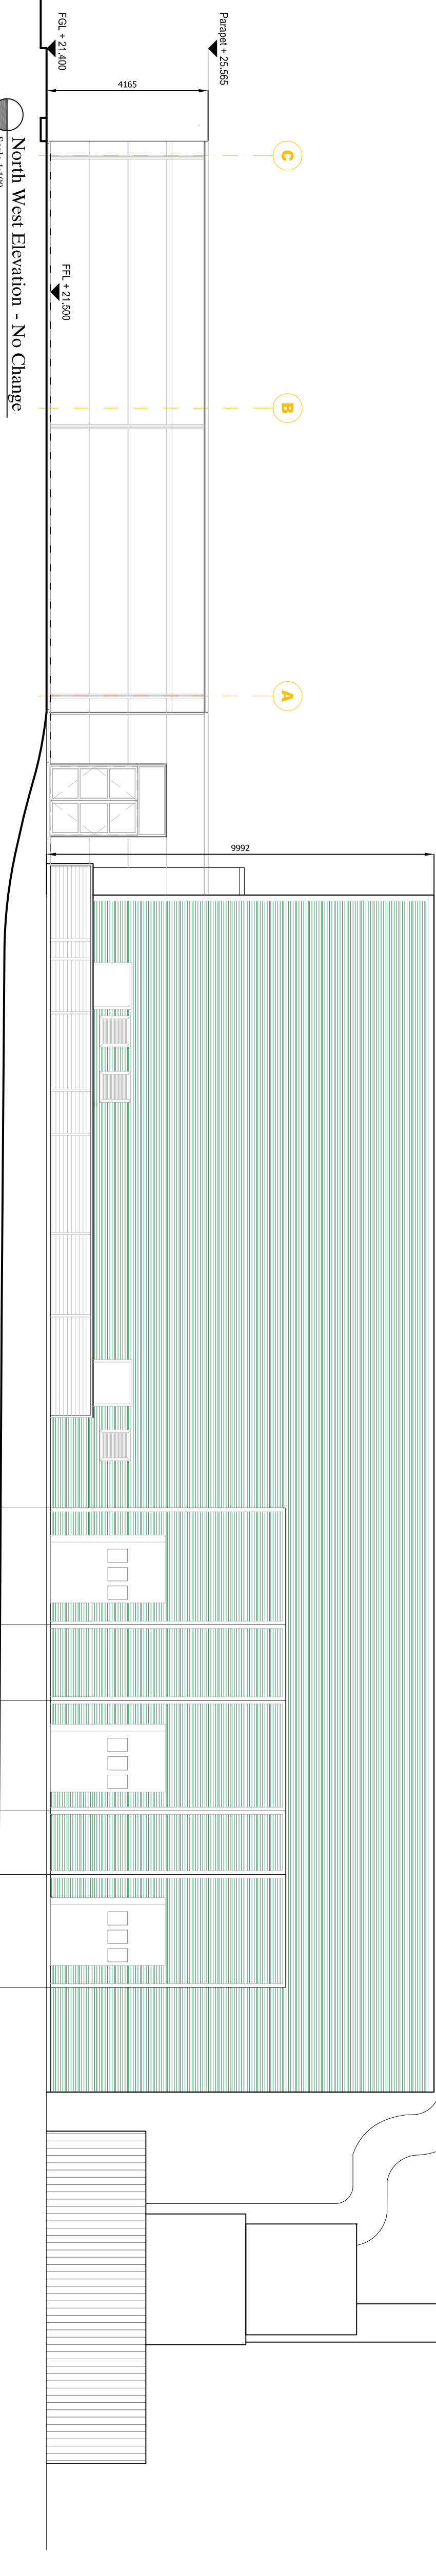 Parapet + 25.565
FGL + 21.400
4165
C
FFL + 21.500
B
A
9992
North West Elevation - No Change